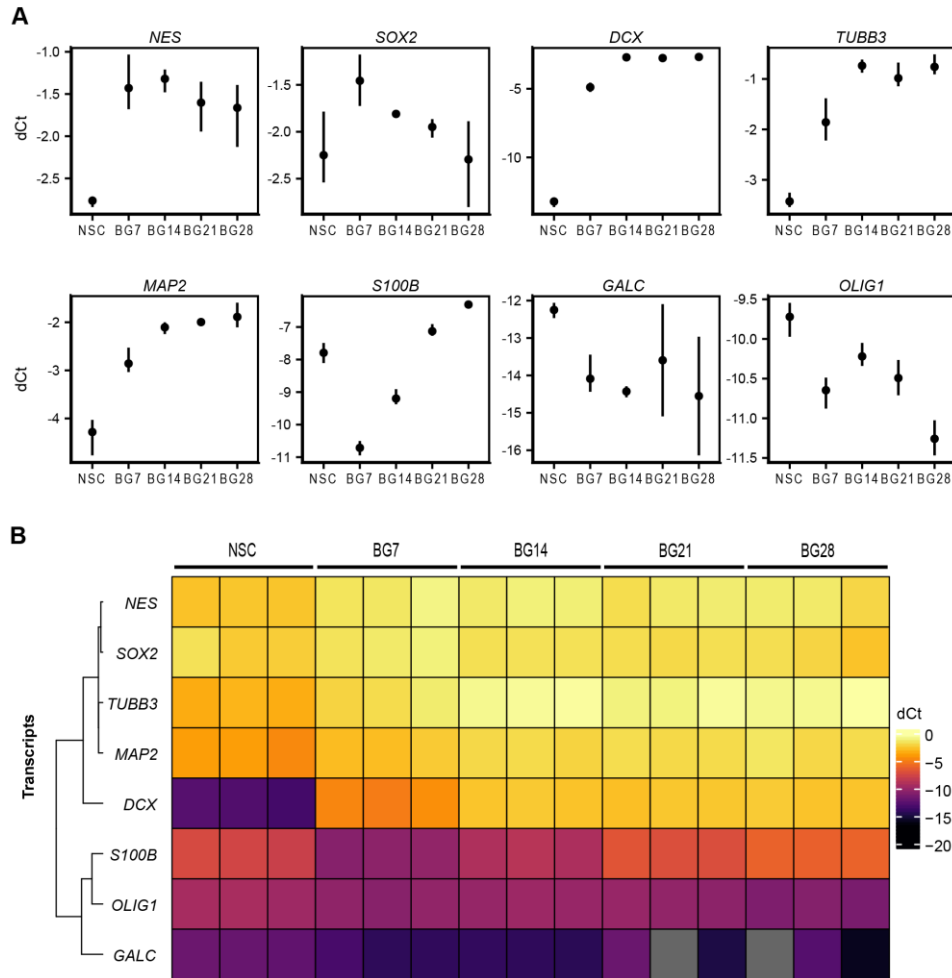 A
NES SOX2 DCX TUBB3
dCt
-1.0
-1.5
-2.0
-2.5
-1.5
-2.0
-2.5
-5
-10
-1
-2
-3
NSC BG7 BG14 BG21 BG28 NSC BG7 BG14 BG21 BG28 NSC BG7 BG14 BG21 BG28 NSC BG7 BG14 BG21 BG28
MAP2 S100B GALC OLIG1
dCt
-2
-3
-4
-7
-8
-9
-10
-11
-12
-13
-14
-15
-16
-9.5
-10.0
-10.5
-11.0
-11.5
NSC BG7 BG14 BG21 BG28 NSC BG7 BG14 BG21 BG28 NSC BG7 BG14 BG21 BG28 NSC BG7 BG14 BG21 BG28
B
NSC BG7 BG14 BG21 BG28
Transcripts
NES
SOX2
TUBB3
MAP2
DCX
S100B
OLIG1
GALC
dCt
0
−5
−10
−15
−20